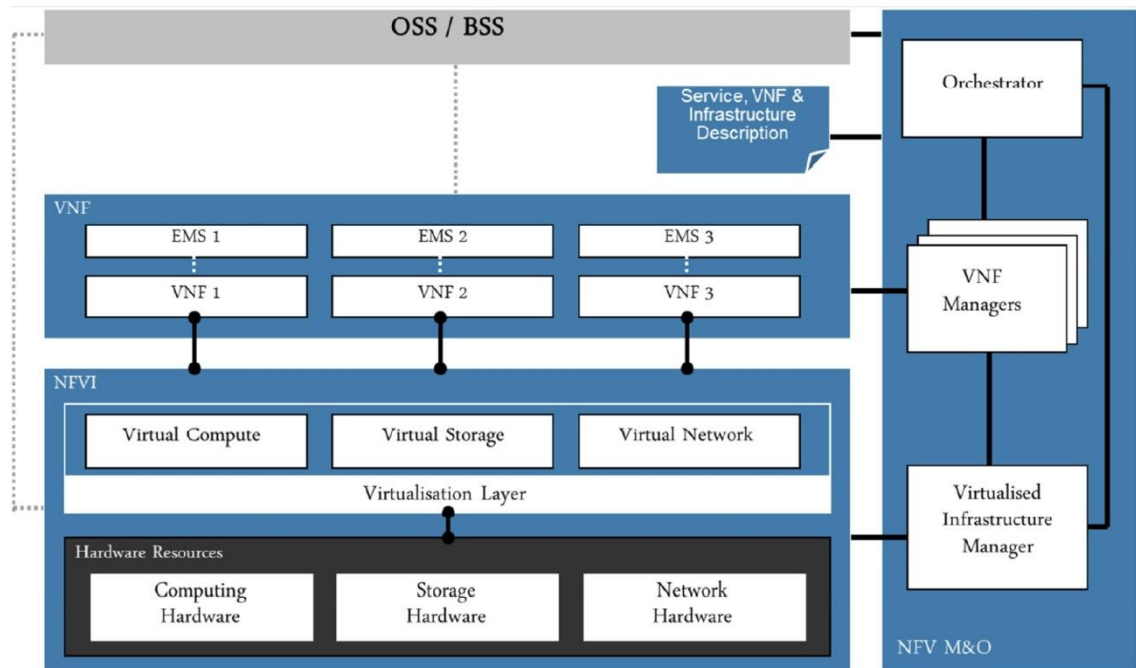 OSS / BSS
Orchestrator
Service, VNF &
Infrastructure
Description
VNF
EMS 1
EMS 2
EMS 3
VNF 1
VNF 2
VNF 3
VNF
Managers
NFVI
Virtual Compute
Virtual Storage
Virtual Network
Virtualisation Layer
Virtualised
Infrastructure
Manager
Hardware Resources
Computing
Hardware
Storage
Hardware
Network
Hardware
NFV M&O